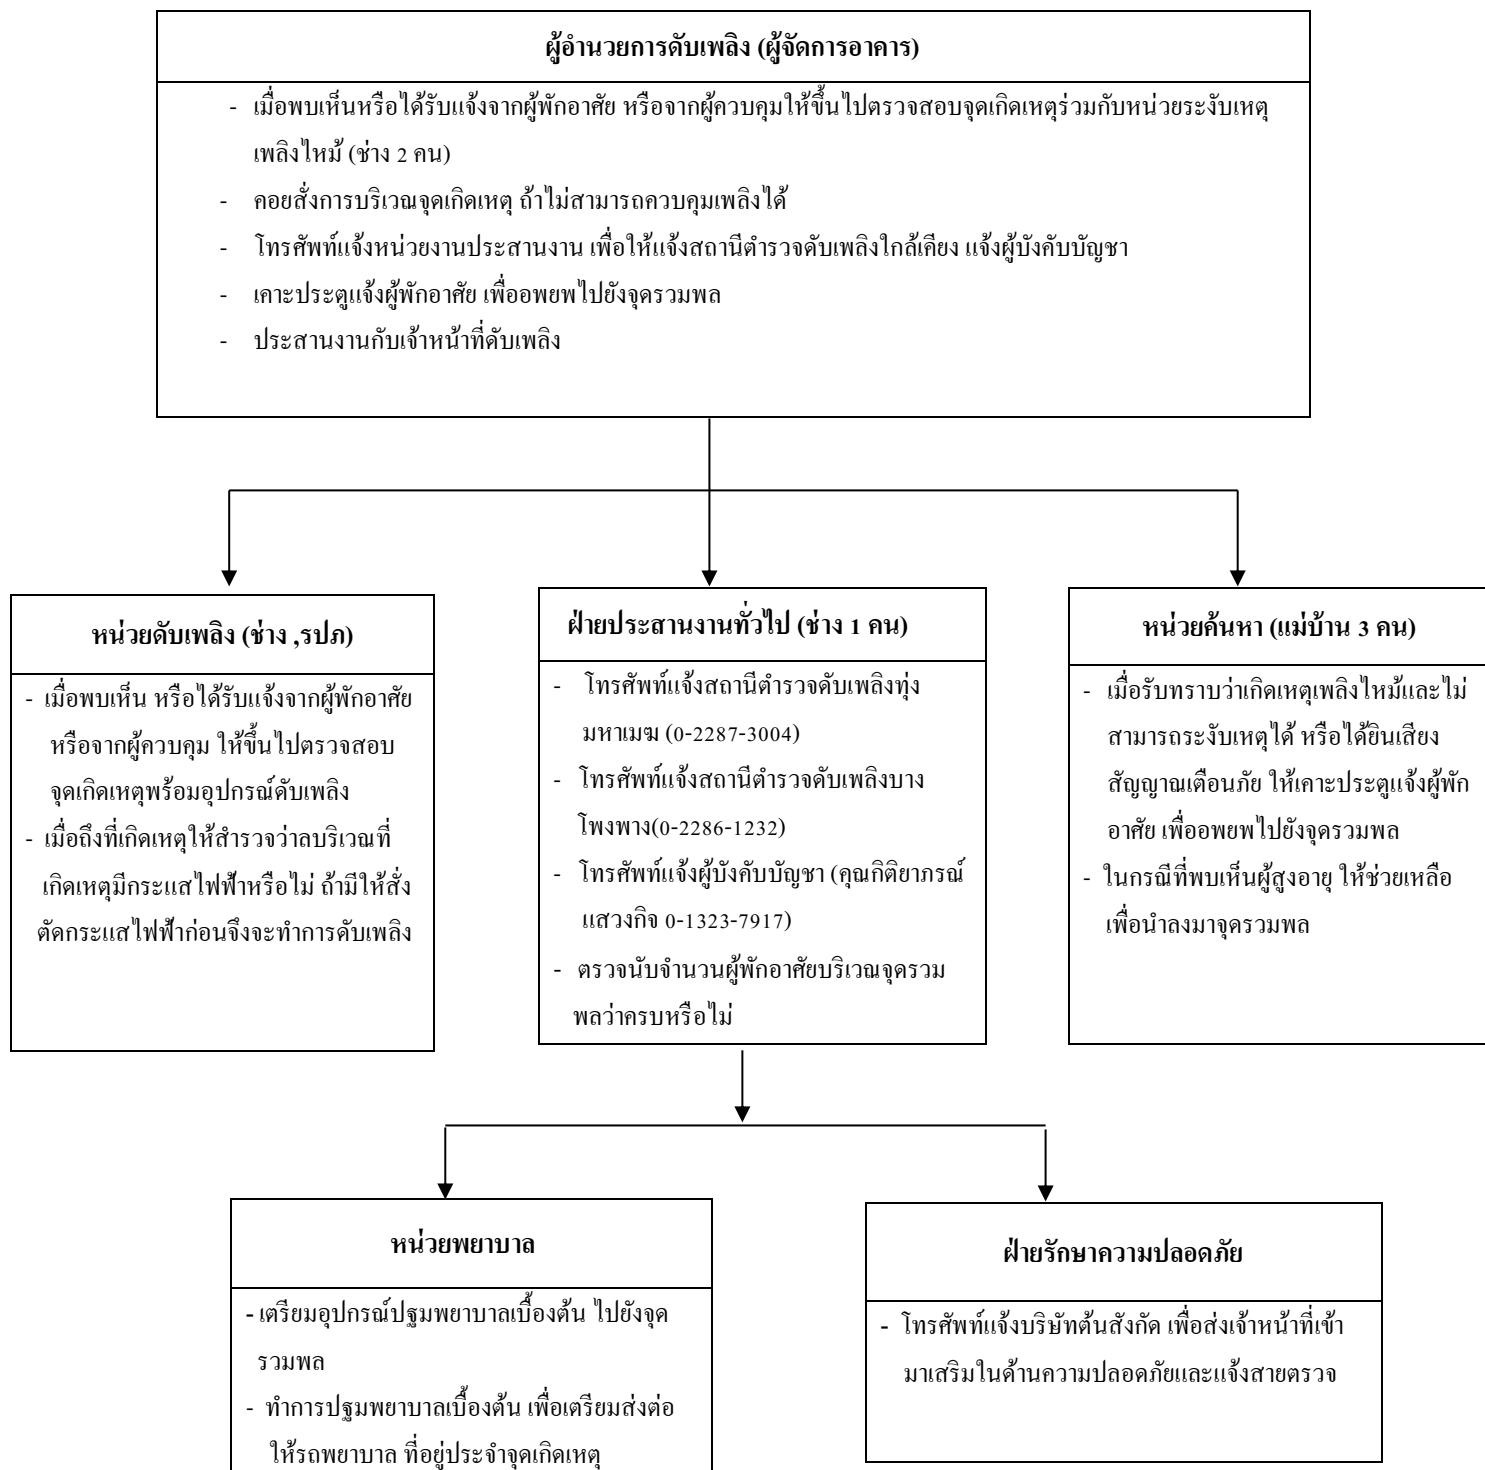 ผู้อำนวยการดับเพลิง (ผู้จัดการอาคาร)
- เมื่อพบเห็นหรือได้รับแจ้งจากผู้พักอาศัย หรือจากผู้ควบคุมให้ขึ้นไปตรวจสอบจุดเกิดเหตุร่วมกับหน่วยระงับเหตุ
เพลิงไหม้ (ช่าง 2 คน)
- คอยสั่งการบริเวณจุดเกิดเหตุ ถ้าไม่สามารถควบคุมเพลิงได้
- โทรศัพท์แจ้งหน่วยงานประสานงาน เพื่อให้แจ้งสถานีตำรวจดับเพลิงใกล้เคียง แจ้งผู้บังคับบัญชา
- เคาะประตูแจ้งผู้พักอาศัย เพื่ออพยพไปยังจุดรวมพล
- ประสานงานกับเจ้าหน้าที่ดับเพลิง
หน่วยดับเพลิง (ช่าง ,รปภ)
- เมื่อพบเห็น หรือได้รับแจ้งจากผู้พักอาศัย
หรือจากผู้ควบคุม ให้ขึ้นไปตรวจสอบ
จุดเกิดเหตุพร้อมอุปกรณ์ดับเพลิง
- เมื่อถึงที่เกิดเหตุให้สำรวจว่าลบริเวณที่
เกิดเหตุมีกระแสไฟฟ้าหรือไม่ ถ้ามีให้สั่ง
ตัดกระแสไฟฟ้าก่อนจึงจะทำการดับเพลิง
ฝ่ายประสานงานทั่วไป (ช่าง 1 คน)
- โทรศัพท์แจ้งสถานีตำรวจดับเพลิงทุ่ง
มหาเมฆ (0-2287-3004)
- โทรศัพท์แจ้งสถานีตำรวจดับเพลิงบาง
โพงพาง(0-2286-1232)
- โทรศัพท์แจ้งผู้บังคับบัญชา (คุณกิติยาภรณ์
แสวงกิจ 0-1323-7917)
- ตรวจนับจำนวนผู้พักอาศัยบริเวณจุดรวม
พลว่าครบหรือไม่
หน่วยค้นหา (แม่บ้าน 3 คน)
- เมื่อรับทราบว่าเกิดเหตุเพลิงไหม้และไม่
สามารถระงับเหตุได้ หรือได้ยินเสียง
สัญญาณเตือนภัย ให้เคาะประตูแจ้งผู้พัก
อาศัย เพื่ออพยพไปยังจุดรวมพล
- ในกรณีที่พบเห็นผู้สูงอายุ ให้ช่วยเหลือ
เพื่อนำลงมาจุดรวมพล
หน่วยพยาบาล
- เตรียมอุปกรณ์ปฐมพยาบาลเบื้องต้น ไปยังจุด
รวมพล
- ทำการปฐมพยาบาลเบื้องต้น เพื่อเตรียมส่งต่อ
ให้รถพยาบาล ที่อยู่ประจำจุดเกิดเหตุ
ฝ่ายรักษาความปลอดภัย
- โทรศัพท์แจ้งบริษัทต้นสังกัด เพื่อส่งเจ้าหน้าที่เข้า
มาเสริมในด้านความปลอดภัยและแจ้งสายตรวจ